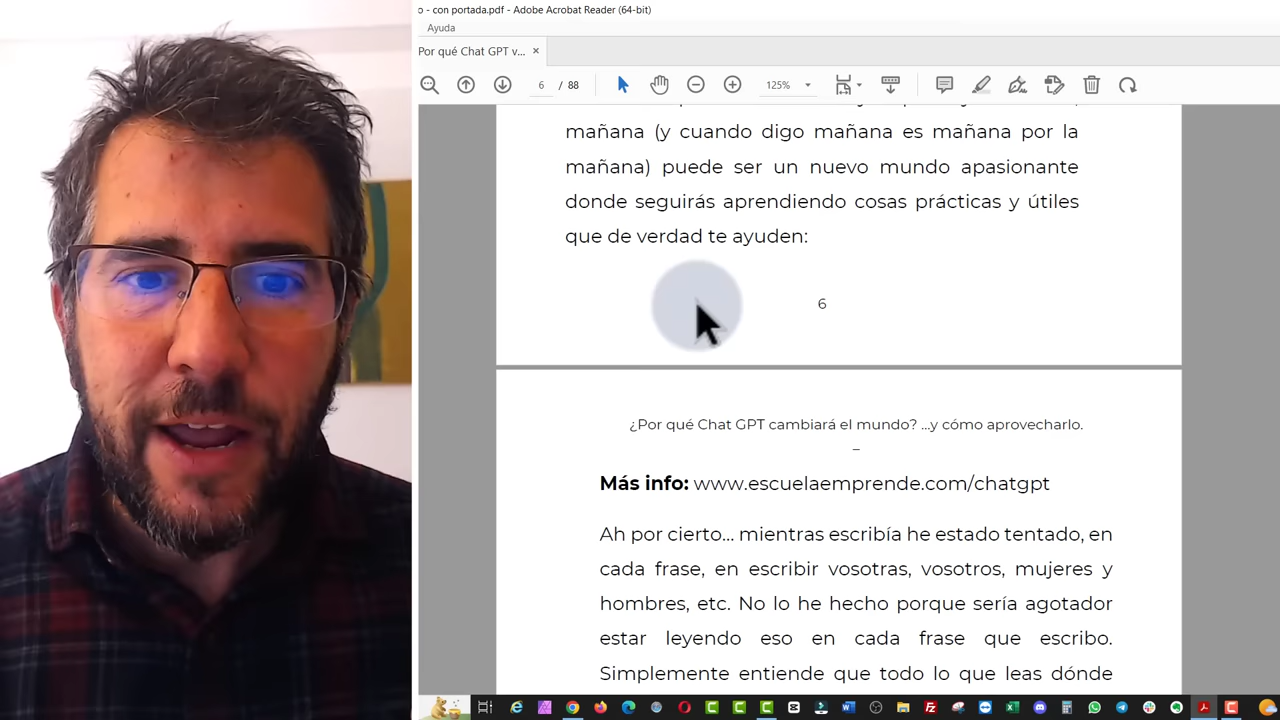 o - con portada.pdf - Adobe Acrobat Reader (64-bit)
Ayuda
Por qué Chat GPT v... ×
6 / 88 125%
mañana (y cuando digo mañana es mañana por la
mañana) puede ser un nuevo mundo apasionante
donde seguirás aprendiendo cosas prácticas y útiles
que de verdad te ayuden:
6
¿Por qué Chat GPT cambiará el mundo? ...y cómo aprovecharlo.
–
Más info: www.escuelaemprende.com/chatgpt
Ah por cierto... mientras escribía he estado tentado, en
cada frase, en escribir vosotras, vosotros, mujeres y
hombres, etc. No lo he hecho porque sería agotador
estar leyendo eso en cada frase que escribo.
Simplemente entiende que todo lo que leas dónde